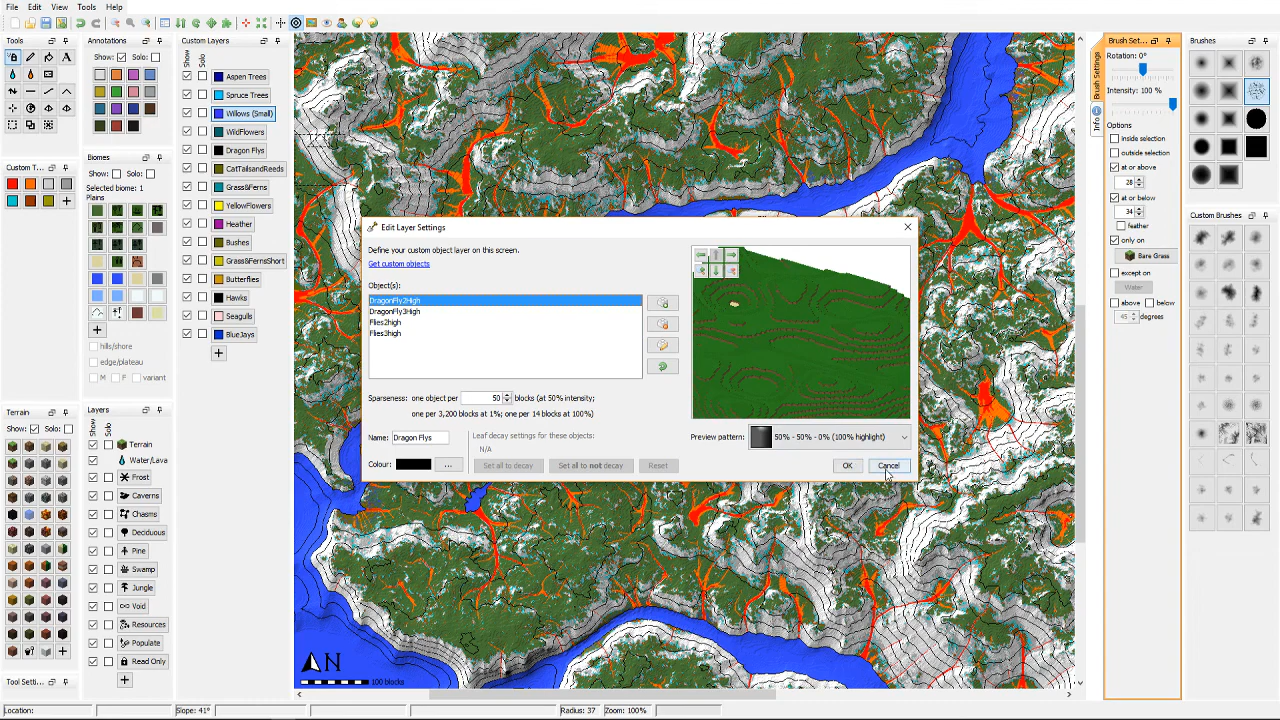 File Edit View Tools Help
Tools
Annotations
Show: Solo:
Custom T...
Biomes
Show: Solo:
Selected biome: 1
Plains
hills/shore
edge/plateau
M F variant
Terrain
Show: Solo:
Tool Setti...
Layers
Show
Solo
Terrain
Water/Lava
Frost
Caverns
Chasms
Deciduous
Pine
Swamp
Jungle
Void
Resources
Populate
Read Only
Custom Layers
Show
Solo
Aspen Trees
Spruce Trees
Willows (Small)
WildFlowers
Dragon Flys
CatTailsandReeds
Grass&Ferns
YellowFlowers
Heather
Bushes
Grass&FernsShort
Butterflies
Hawks
Seagulls
BlueJays
Edit Layer Settings
Define your custom object layer on this screen.
Get custom objects
Object(s):
DragonFly2High
DragonFly3High
Flies2high
Flies3high
Sparseness: one object per 50 blocks (at 50% intensity;
one per 3,200 blocks at 1%; one per 14 blocks at 100%)
Name: Dragon Flys
Leaf decay settings for these objects:
N/A
Colour: ...
Set all to decay
Set all to not decay
Reset
Preview pattern: 50% - 50% - 0% (100% highlight)
OK
Cancel
N
100 blocks
Brush Set...
Brush Settings
Info
Rotation: 0°
Intensity: 100 %
Options
inside selection
outside selection
at or above
28
at or below
34
feather
only on
Bare Grass
except on
Water
above below
45 degrees
Brushes
Custom Brushes
Location:
Slope: 41°
Radius: 37
Zoom: 100%